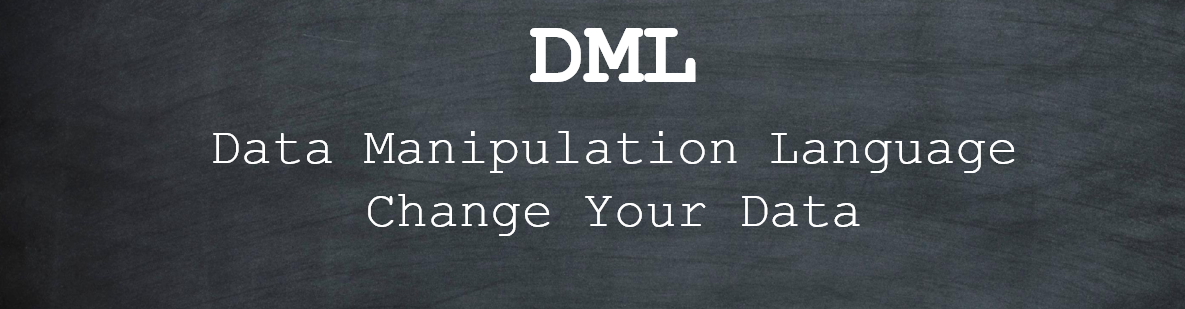 DML
Data Manipulation Language
Change Your Data